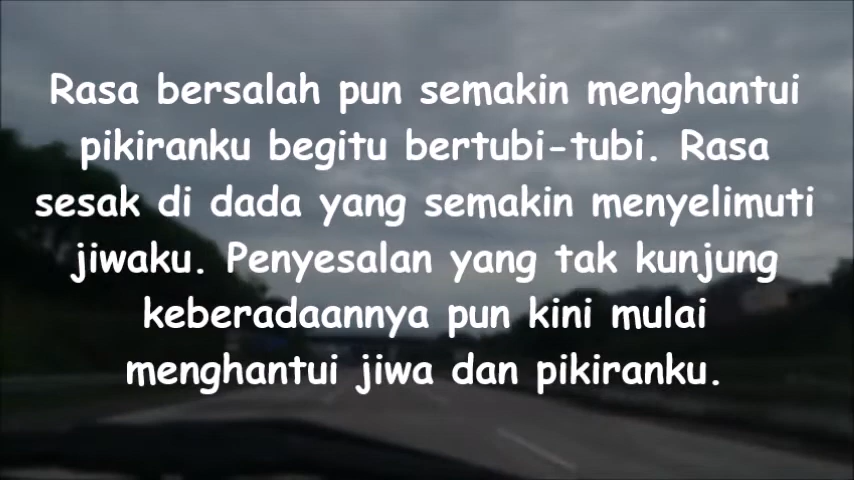 Rasa bersalah pun semakin menghantui
pikiranku begitu bertubi-tubi. Rasa
sesak di dada yang semakin menyelimuti
jiwaku. Penyesalan yang tak kunjung
keberadaannya pun kini mulai
menghantui jiwa dan pikiranku.